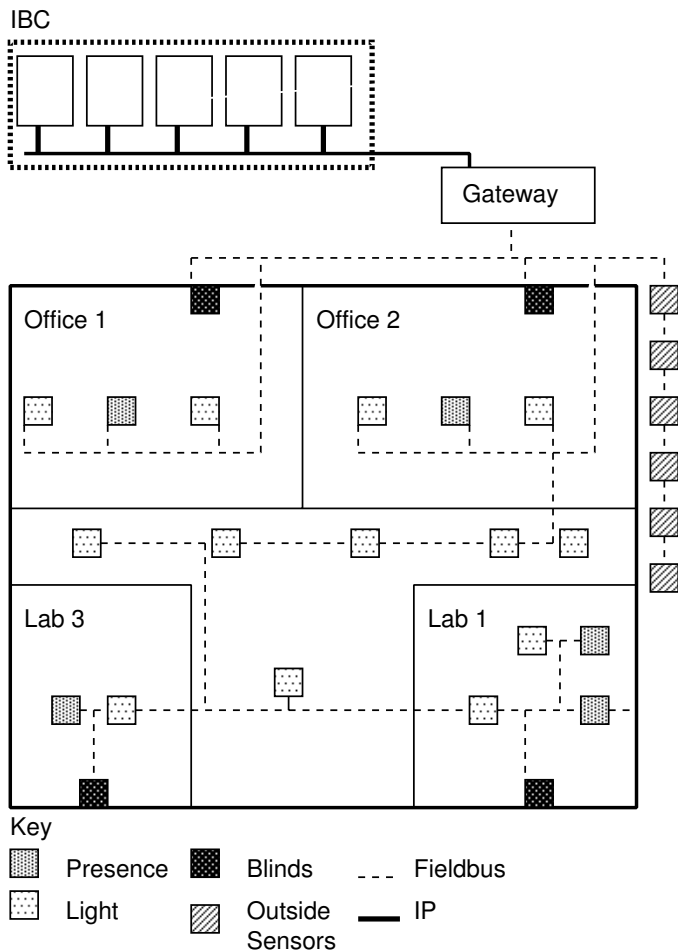 IBC
Gateway
Office 1
Office 2
Lab 3
Lab 1
Key
Presence
Blinds
Fieldbus
Light
Outside
Sensors
IP